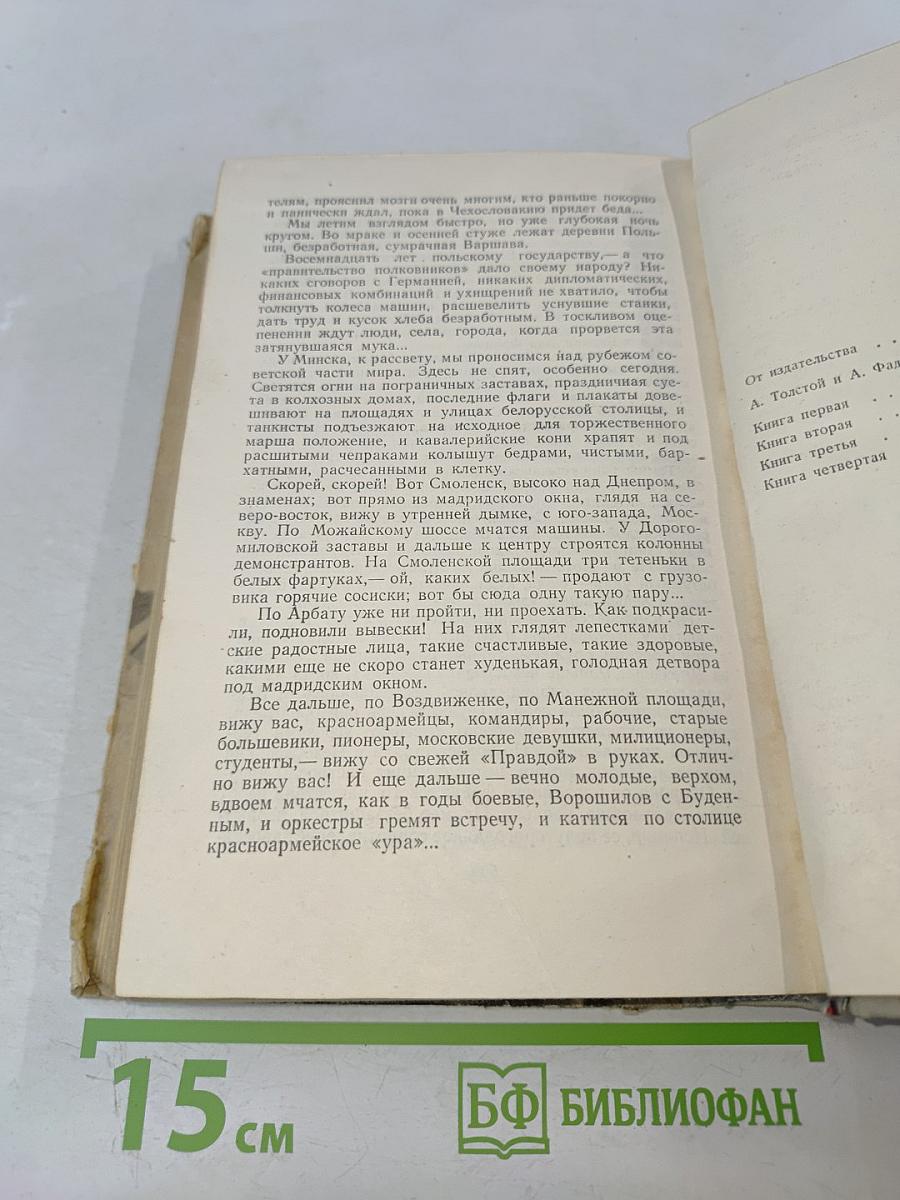 телям, прояснил мозги очень многим, кто раньше покорно
и панически ждал, пока в Чехословакию придет беда...
Мы летим взглядом быстро, но уже глубокая ночь
кругом. Во мраке и осенней стуже лежат деревни Поль-
ши, безработная, сумрачная Варшава.
Восемнадцать лет польскому государству,— а что
«правительство полковников» дало своему народу? Ни-
каких сговоров с Германией, никаких дипломатических,
финансовых комбинаций и ухищрений не хватило, чтобы
толкнуть колеса машин, расшевелить уснувшие станки,
дать труд и кусок хлеба безработным. В тоскливом оце-
пенении ждут люди, села, города, когда прорвется эта
затянувшаяся мука...
У Минска, к рассвету, мы проносимся над рубежом со-
ветской части мира. Здесь не спят, особенно сегодня.
Светятся огни на пограничных заставах, праздничная суе-
та в колхозных домах, последние флаги и плакаты дове-
шивают на площадях и улицах белорусской столицы, и
танкисты подъезжают на исходное для торжественного
марша положение, и кавалерийские кони храпят и под
расшитыми чепраками колышут бедрами, чистыми, бар-
хатными, расчесанными в клетку.
Скорей, скорей! Вот Смоленск, высоко над Днепром, в
знаменах; вот прямо из мадридского окна, глядя на се-
веро-восток, вижу в утренней дымке, с юго-запада, Мос-
кву. По Можайскому шоссе мчатся машины. У Дорого-
миловской заставы и дальше к центру строятся колонны
демонстрантов. На Смоленской площади три тетеньки в
белых фартуках,— ой, каких белых! — продают с грузо-
вика горячие сосиски; вот бы сюда одну такую пару...
По Арбату уже ни пройти, ни проехать. Как подкраси-
ли, подновили вывески! На них глядят лепестками дет-
ские радостные лица, такие счастливые, такие здоровые,
какими еще не скоро станет худенькая, голодная детвора
под мадридским окном.
Все дальше, по Воздвиженке, по Манежной площади,
вижу вас, красноармейцы, командиры, рабочие, старые
большевики, пионеры, московские девушки, милиционеры,
студенты,— вижу со свежей «Правдой» в руках. Отлич-
но вижу вас! И еще дальше — вечно молодые, верхом,
вдвоем мчатся, как в годы боевые, Ворошилов с Буден-
ным, и оркестры гремят встречу, и катится по столице
красноармейское «ура»...
От издательства . .
А. Толстой и А. Фад
Книга первая . .
Книга вторая . .
Книга третья .
Книга четвертая
15 см
БФ БИБЛИОФАН